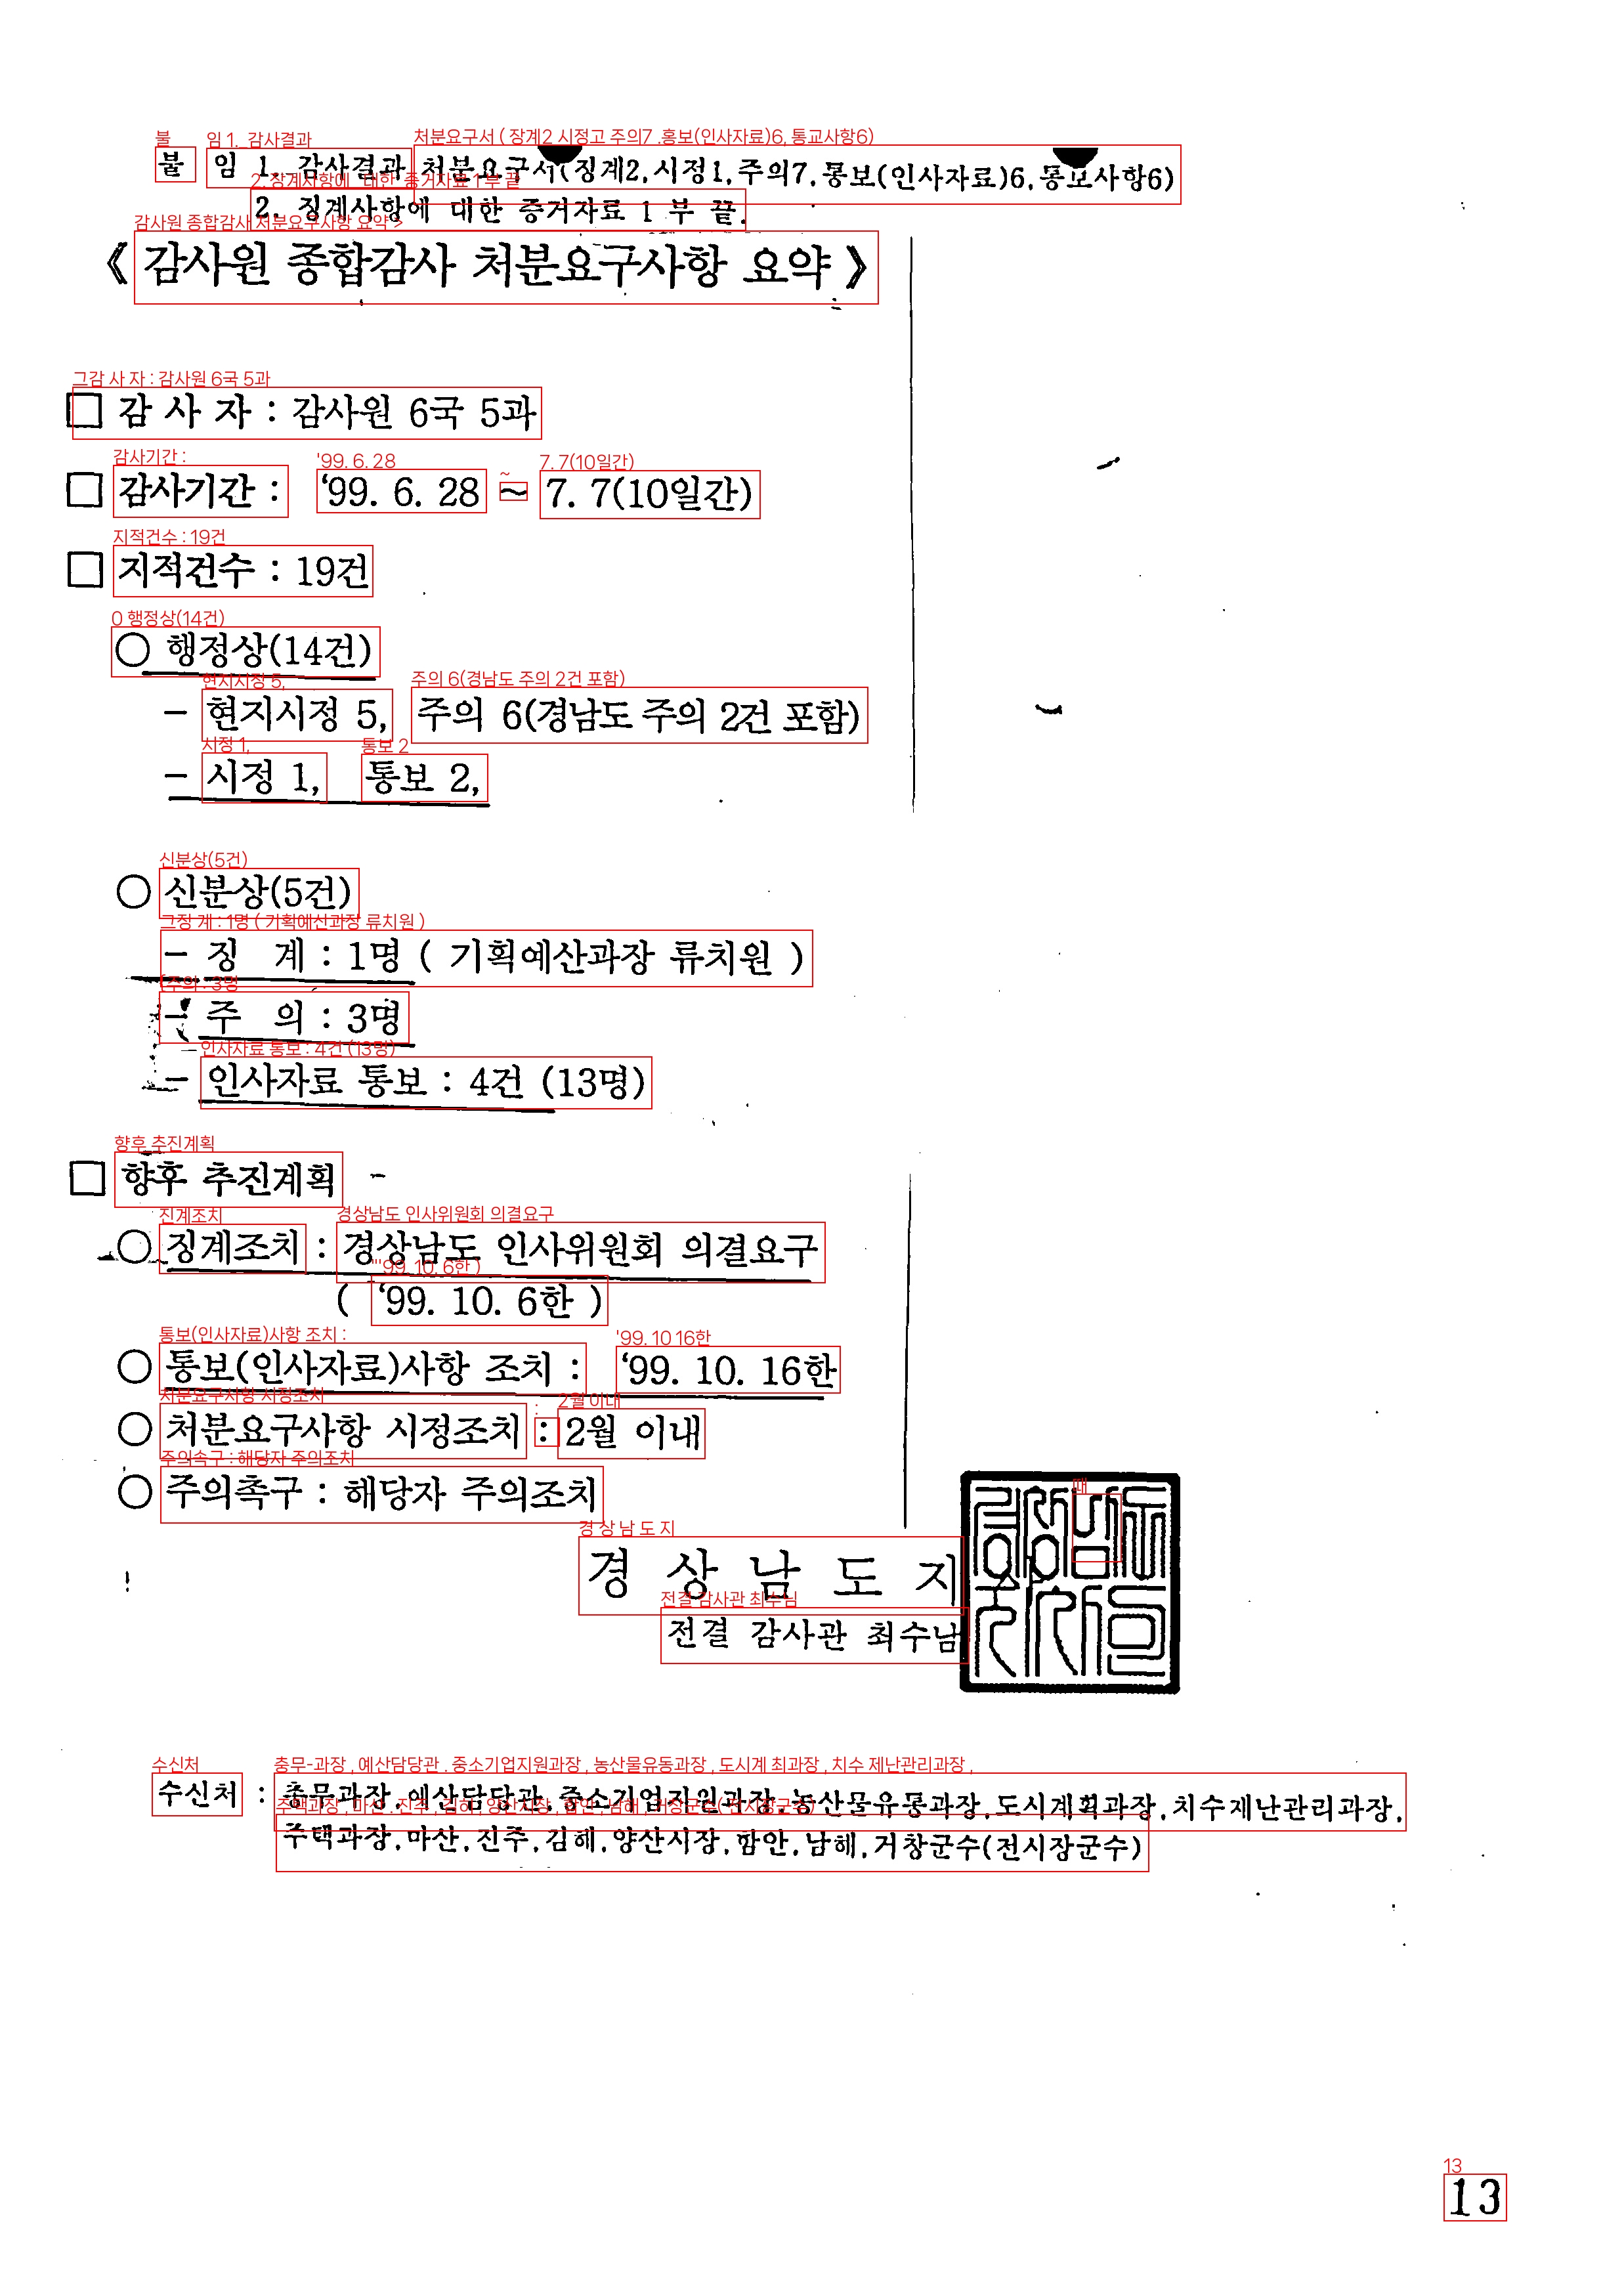 불 임 1. 감사결과 처분요구서(징계2,시정1,주의7,통보(인사자료)6,통보사항6)
2. 징계사항에 대한 증거자료 1 부 끝.
《 감사원 종합감사 처분요구사항 요약 》
□ 감 사 자 : 감사원 6국 5과
□ 감사기간 : ‘99. 6. 28 ~ 7. 7(10일간)
□ 지적건수 : 19건
○ 행정상(14건)
- 현지시정 5, 주의 6(경남도 주의 2건 포함)
- 시정 1, 통보 2,
○ 신분상(5건)
- 징 계 : 1명 ( 기획예산과장 류치원 )
- 주 의 : 3명
- 인사자료 통보 : 4건 (13명)
□ 향후 추진계획
○ 징계조치 : 경상남도 인사위원회 의결요구
( ‘99. 10. 6한 )
○ 통보(인사자료)사항 조치 : ‘99. 10. 16한
○ 처분요구사항 시정조치 : 2월 이내
○ 주의촉구 : 해당자 주의조치
경 상 남 도 지
전결 감사관 최수남
수신처 : 총무과장,예산담당관,중소기업지원과장,농산물유통과장,도시계획과장,치수재난관리과장,
주택과장,마산,진주,김해,양산시장,함안,남해,거창군수(전시장군수)
13